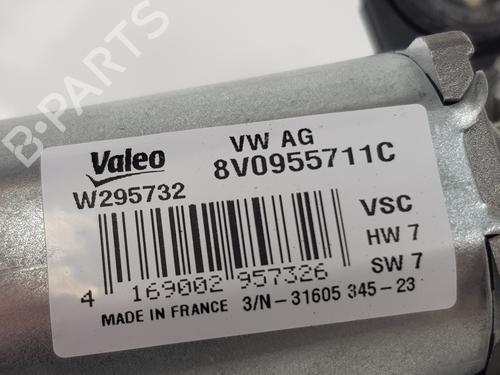 B-PARTS
Valeo
VW AG
W295732
8V0955711C
VSC
HW 7
SW 7
4 169002 957326
MADE IN FRANCE 3/N-31605 345-23